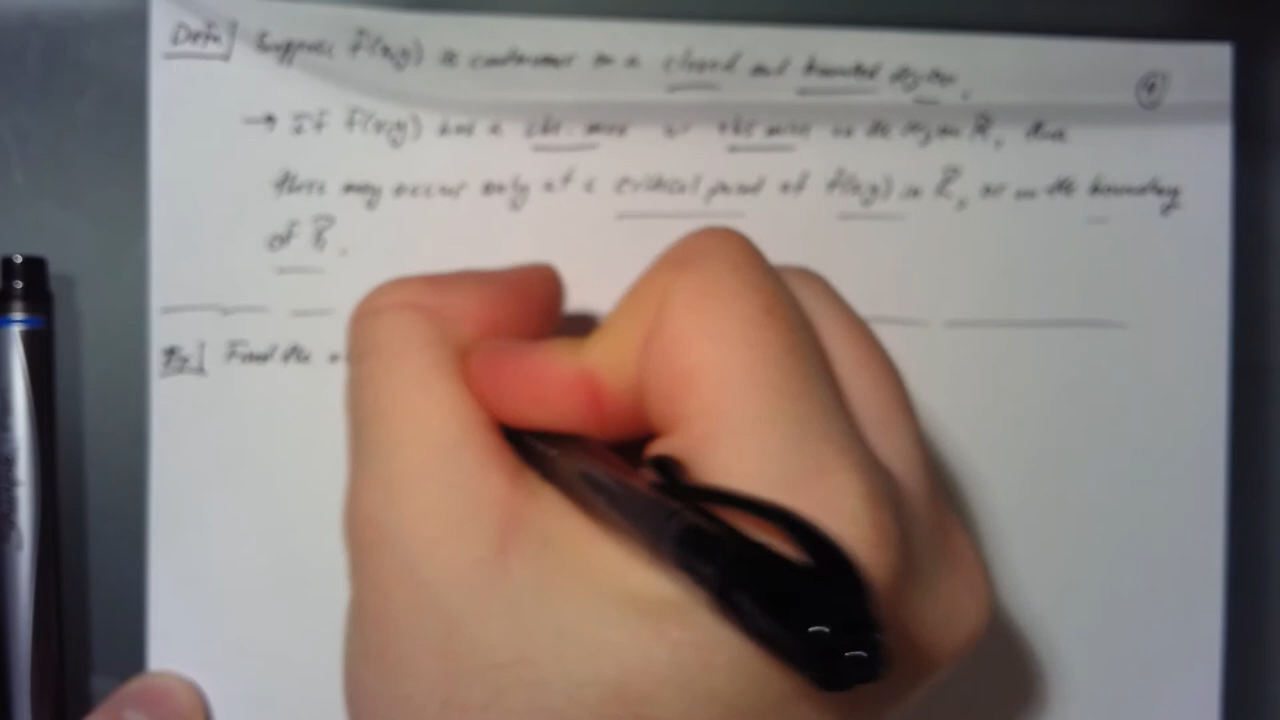 Defn] Suppose f(x,y) is continuous on a closed and bounded region. ④
→ If f(x,y) has a abs. max or abs min in the region R, then
these may occur only at a critical point of f(x,y) in R, or on the boundary
of R.
Ex.] Find the